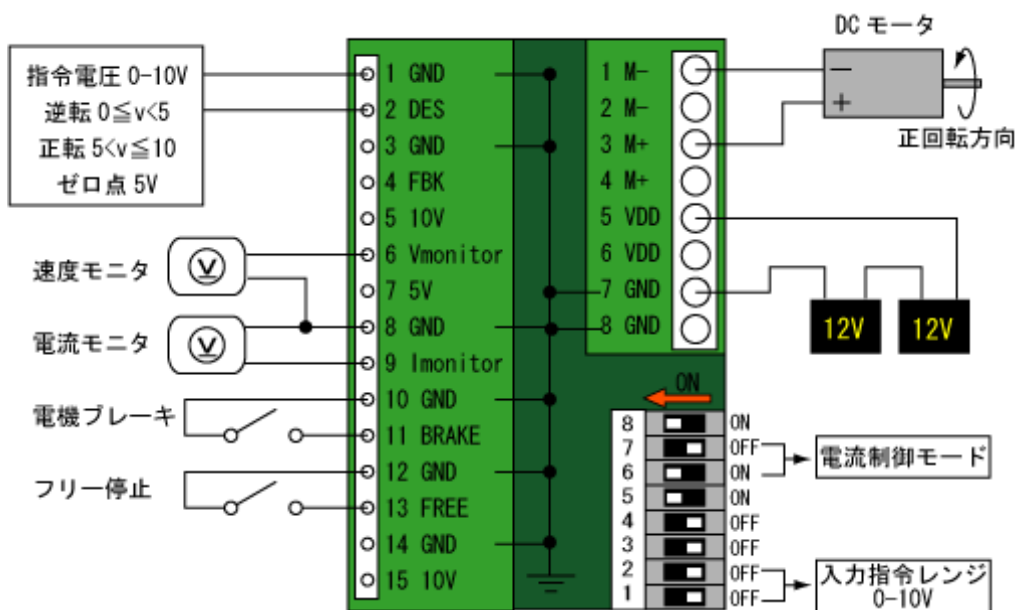 DC モータ
指令電圧 0-10V
逆転 0≦v<5
正転 5<v≦10
ゼロ点 5V
速度モニタ
V
電流モニタ
V
電機ブレーキ
フリー停止
1 GND
2 DES
3 GND
4 FBK
5 10V
6 Vmonitor
7 5V
8 GND
9 Imonitor
10 GND
11 BRAKE
12 GND
13 FREE
14 GND
15 10V
1 M-
2 M-
3 M+
4 M+
5 VDD
6 VDD
7 GND
8 GND
−
+
正回転方向
12V
12V
ON
8 ON
7 OFF
6 ON
5 ON
4 OFF
3 OFF
2 OFF
1 OFF
電流制御モード
入力指令レンジ
0-10V